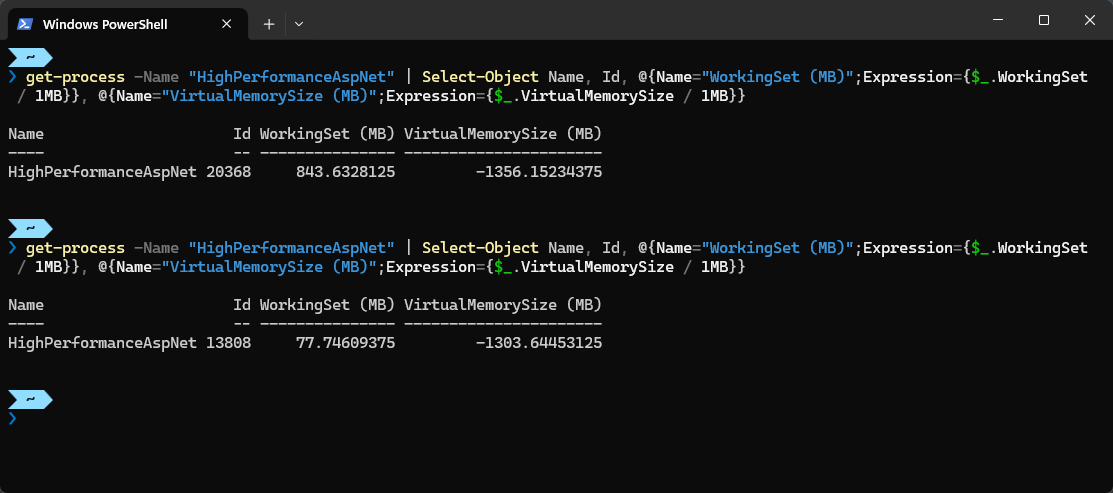 Windows PowerShell
~
❯ get-process -Name "HighPerformanceAspNet" | Select-Object Name, Id, @{Name="WorkingSet (MB)";Expression={$_.WorkingSet
/ 1MB}}, @{Name="VirtualMemorySize (MB)";Expression={$_.VirtualMemorySize / 1MB}}
Name Id WorkingSet (MB) VirtualMemorySize (MB)
---- -- --------------- ----------------------
HighPerformanceAspNet 20368 843.6328125 -1356.15234375
~
❯ get-process -Name "HighPerformanceAspNet" | Select-Object Name, Id, @{Name="WorkingSet (MB)";Expression={$_.WorkingSet
/ 1MB}}, @{Name="VirtualMemorySize (MB)";Expression={$_.VirtualMemorySize / 1MB}}
Name Id WorkingSet (MB) VirtualMemorySize (MB)
---- -- --------------- ----------------------
HighPerformanceAspNet 13808 77.74609375 -1303.64453125
~
❯